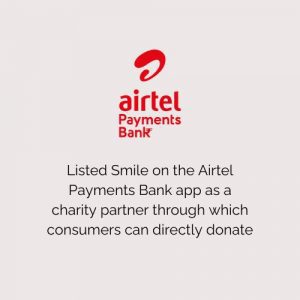 airtel
Payments
Bank
Listed Smile on the Airtel
Payments Bank app as a
charity partner through which
consumers can directly donate